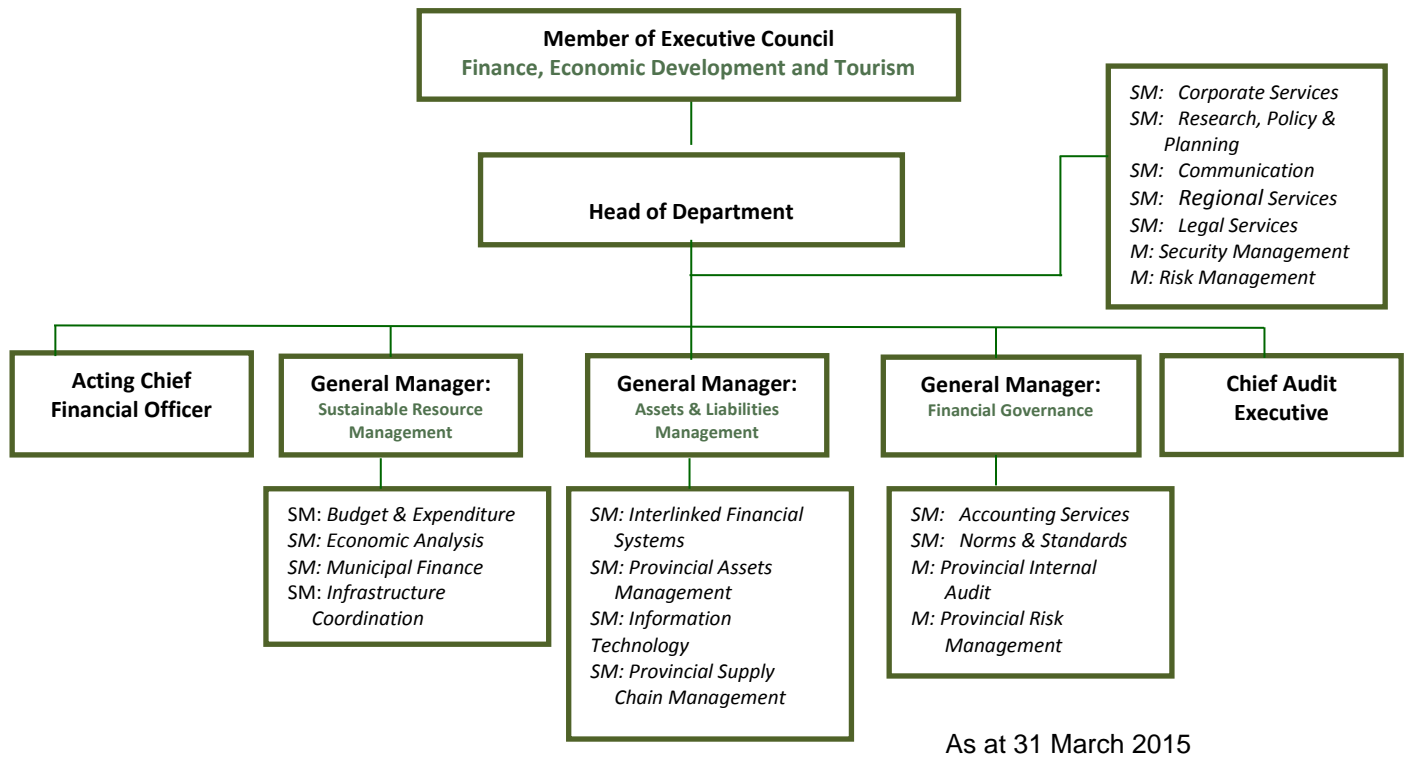 Member of Executive Council
Finance, Economic Development and Tourism
SM: Corporate Services
SM: Research, Policy &
Planning
SM: Communication
SM: Regional Services
SM: Legal Services
M: Security Management
M: Risk Management
Head of Department
Acting Chief
Financial Officer
General Manager:
Sustainable Resource
Management
General Manager:
Assets & Liabilities
Management
General Manager:
Financial Governance
Chief Audit
Executive
SM: Budget & Expenditure
SM: Economic Analysis
SM: Municipal Finance
SM: Infrastructure
Coordination
SM: Interlinked Financial
Systems
SM: Provincial Assets
Management
SM: Information
Technology
SM: Provincial Supply
Chain Management
SM: Accounting Services
SM: Norms & Standards
M: Provincial Internal
Audit
M: Provincial Risk
Management
As at 31 March 2015